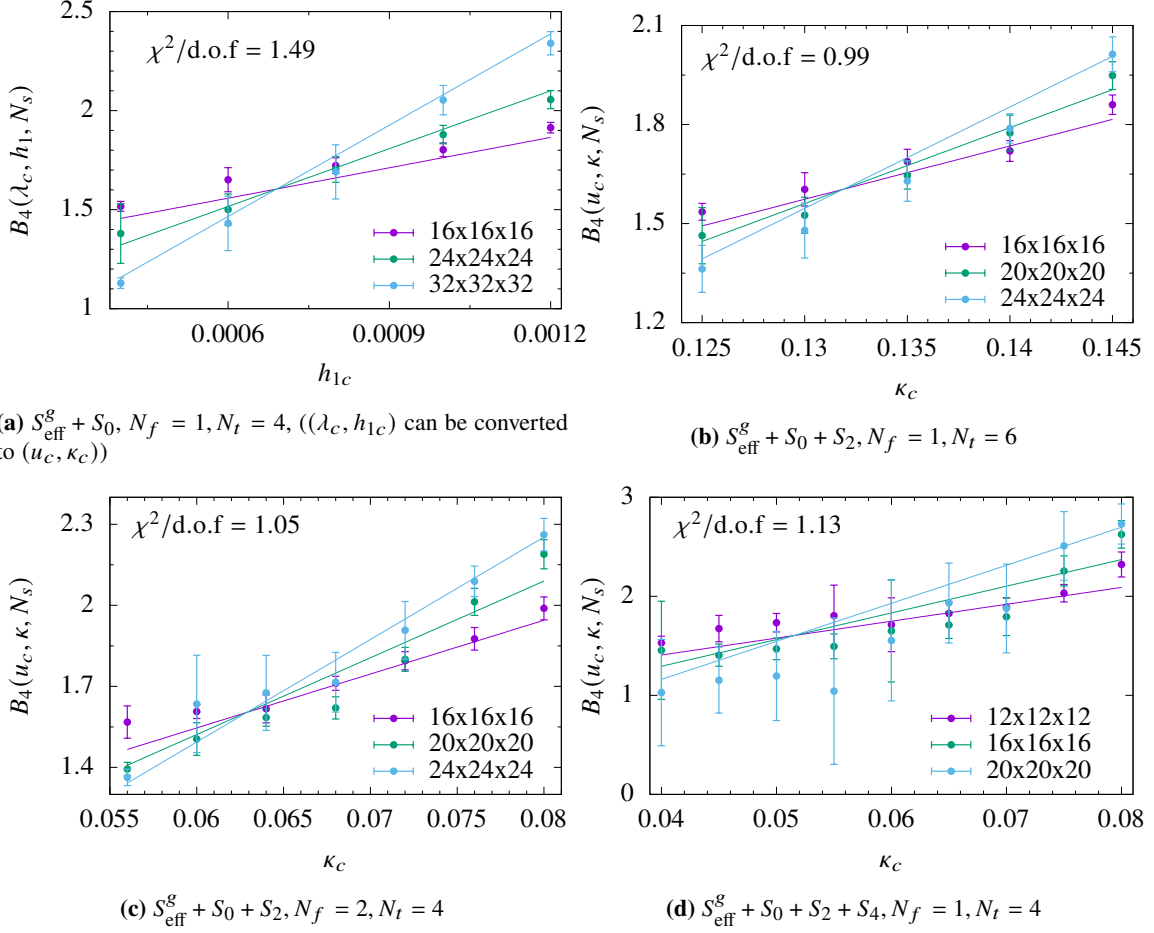 χ²/d.o.f = 1.49
B₄(λ_c, h₁, N_s)
2.5
2
1.5
1
16x16x16
24x24x24
32x32x32
0.0006 0.0009 0.0012
h_{1c}
(a) S^g_eff + S₀, N_f = 1, N_t = 4, ((λ_c, h_{1c}) can be converted
to (u_c, κ_c))
χ²/d.o.f = 0.99
B₄(u_c, κ, N_s)
2.1
1.8
1.5
1.2
16x16x16
20x20x20
24x24x24
0.125 0.13 0.135 0.14 0.145
κ_c
(b) S^g_eff + S₀ + S₂, N_f = 1, N_t = 6
χ²/d.o.f = 1.05
B₄(u_c, κ, N_s)
2.3
2
1.7
1.4
16x16x16
20x20x20
24x24x24
0.055 0.06 0.065 0.07 0.075 0.08
κ_c
(c) S^g_eff + S₀ + S₂, N_f = 2, N_t = 4
χ²/d.o.f = 1.13
B₄(u_c, κ, N_s)
3
2
1
0
12x12x12
16x16x16
20x20x20
0.04 0.05 0.06 0.07 0.08
κ_c
(d) S^g_eff + S₀ + S₂ + S₄, N_f = 1, N_t = 4